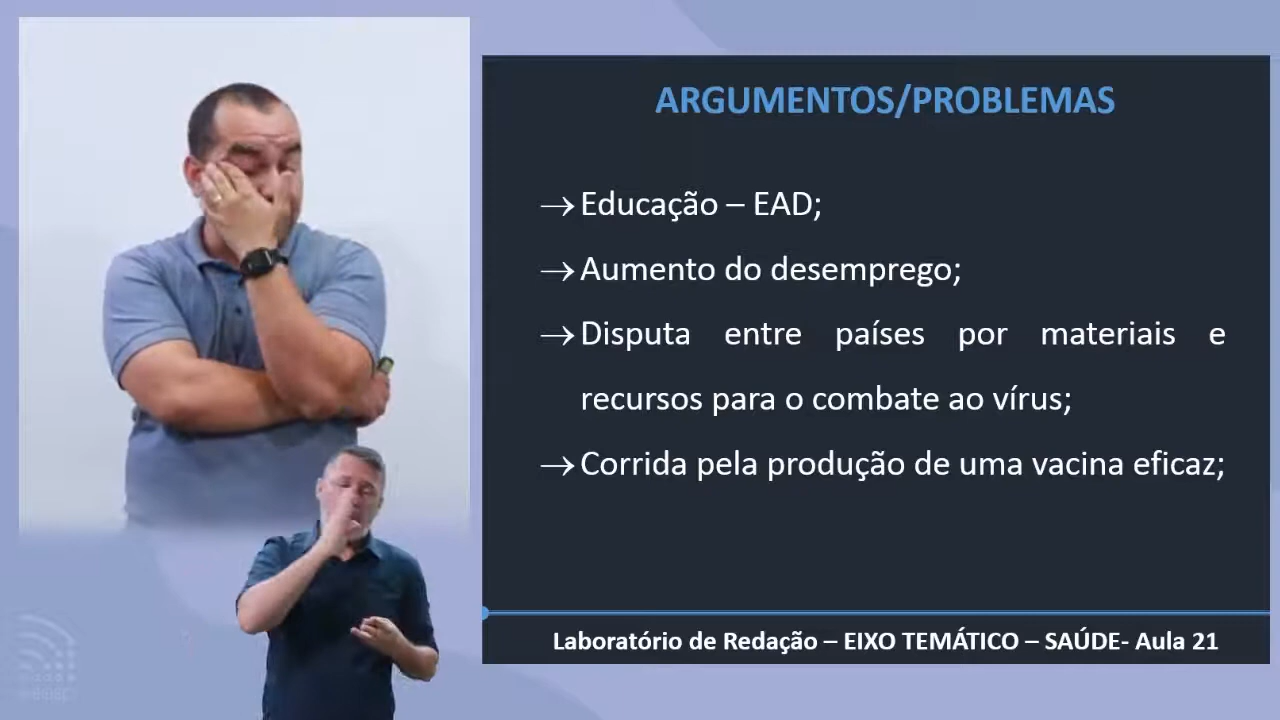 ARGUMENTOS/PROBLEMAS
→Educação – EAD;
→Aumento do desemprego;
→Disputa entre países por materiais e
recursos para o combate ao vírus;
→Corrida pela produção de uma vacina eficaz;
Laboratório de Redação – EIXO TEMÁTICO – SAÚDE- Aula 21